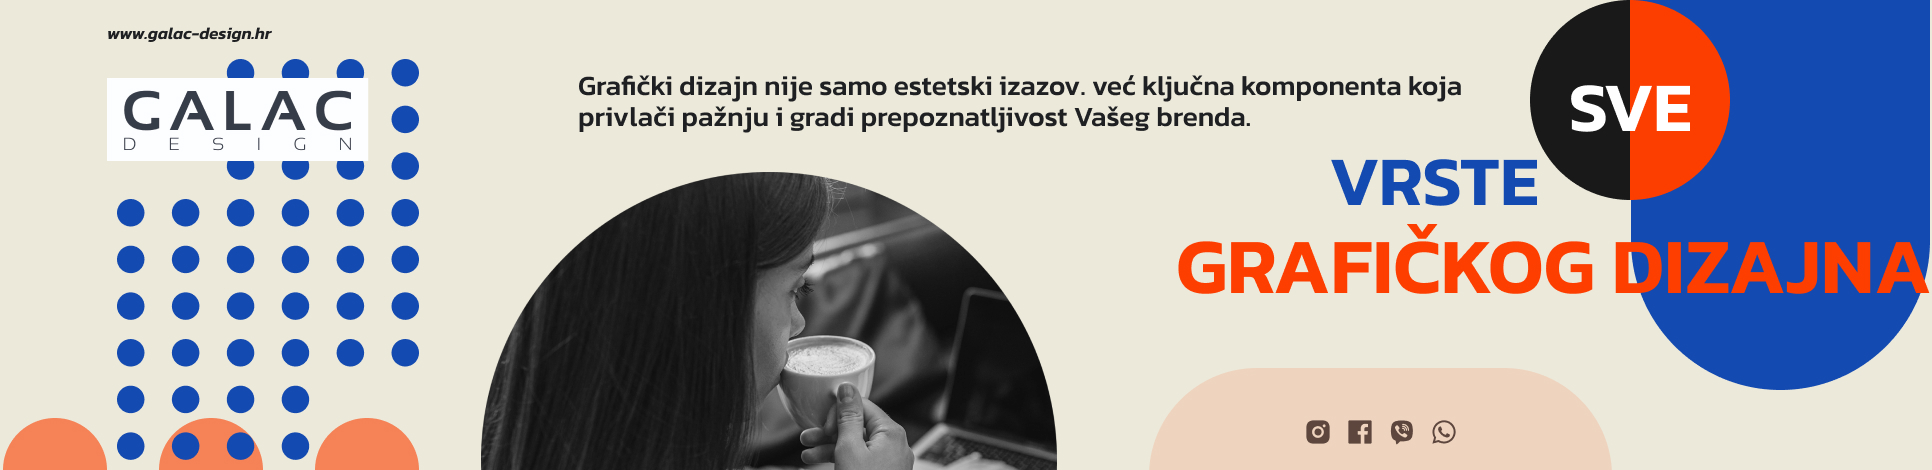 www.galac-design.hr
GALAC
DESIGN
Grafički dizajn nije samo estetski izazov. već ključna komponenta koja
privlači pažnju i gradi prepoznatljivost Vašeg brenda.
SVE
VRSTE
GRAFIČKOG DIZAJNA